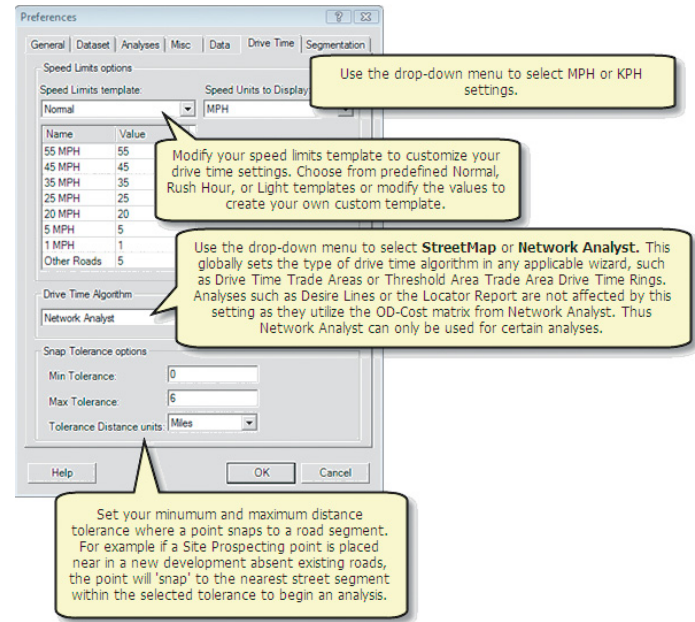 Preferences
General Dataset Analyses Misc Data Drive Time Segmentation
Speed Limits options
Speed Limits template:
Speed Units to Display
Normal
MPH
Use the drop-down menu to select MPH or KPH
settings.
Name Value
55 MPH 55
45 MPH 45
35 MPH 35
25 MPH 25
20 MPH 20
5 MPH 5
1 MPH 1
Other Roads 5
Modify your speed limits template to customize your
drive time settings. Choose from predefined Normal,
Rush Hour, or Light templates or modify the values to
create your own custom template.
Use the drop-down menu to select StreetMap or Network Analyst. This
globally sets the type of drive time algorithm in any applicable wizard, such
as Drive Time Trade Areas or Threshold Area Trade Area Drive Time Rings.
Analyses such as Desire Lines or the Locator Report are not affected by this
setting as they utilize the OD-Cost matrix from Network Analyst. Thus
Network Analyst can only be used for certain analyses.
Drive Time Algorithm
Network Analyst
Snap Tolerance options
Min Tolerance: 0
Max Tolerance: 6
Tolerance Distance units: Miles
Help OK Cancel
Set your minumum and maximum distance
tolerance where a point snaps to a road segment.
For example if a Site Prospecting point is placed
near in a new development absent existing roads,
the point will 'snap' to the nearest street segment
within the selected tolerance to begin an analysis.